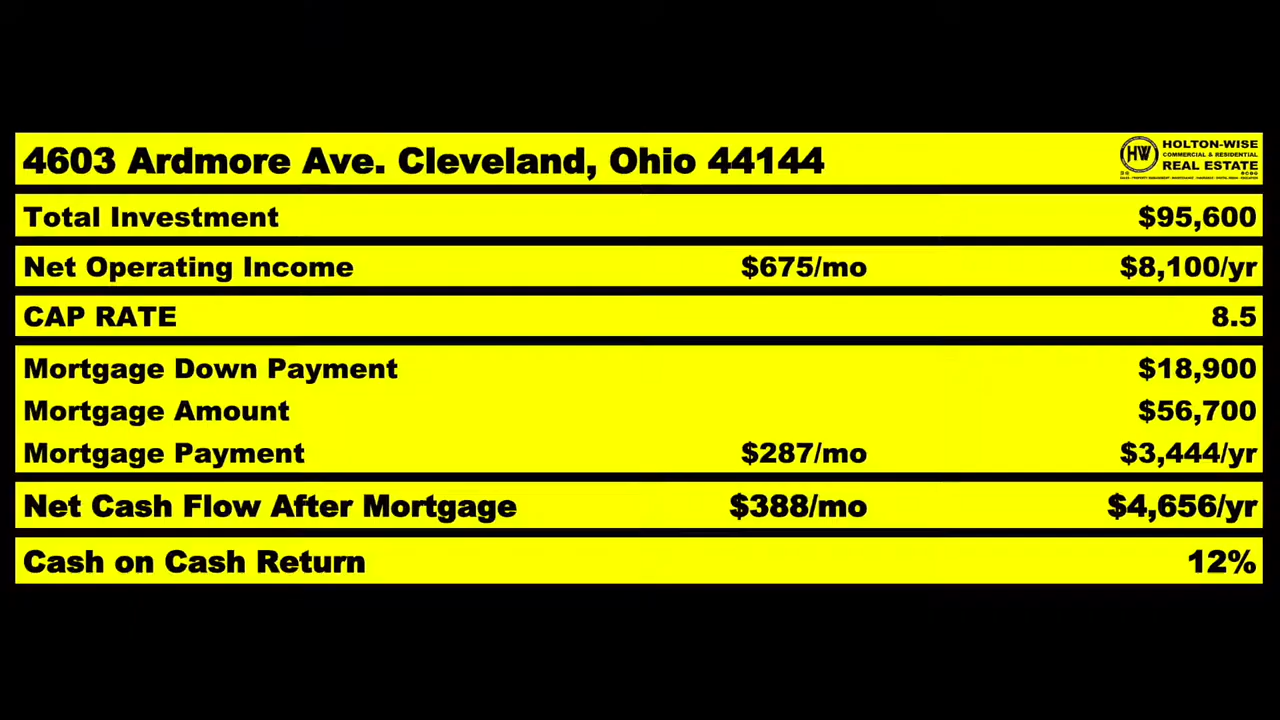 4603 Ardmore Ave. Cleveland, Ohio 44144
HW
HOLTON-WISE
COMMERCIAL & RESIDENTIAL
REAL ESTATE
Total Investment $95,600
Net Operating Income $675/mo $8,100/yr
CAP RATE 8.5
Mortgage Down Payment $18,900
Mortgage Amount $56,700
Mortgage Payment $287/mo $3,444/yr
Net Cash Flow After Mortgage $388/mo $4,656/yr
Cash on Cash Return 12%